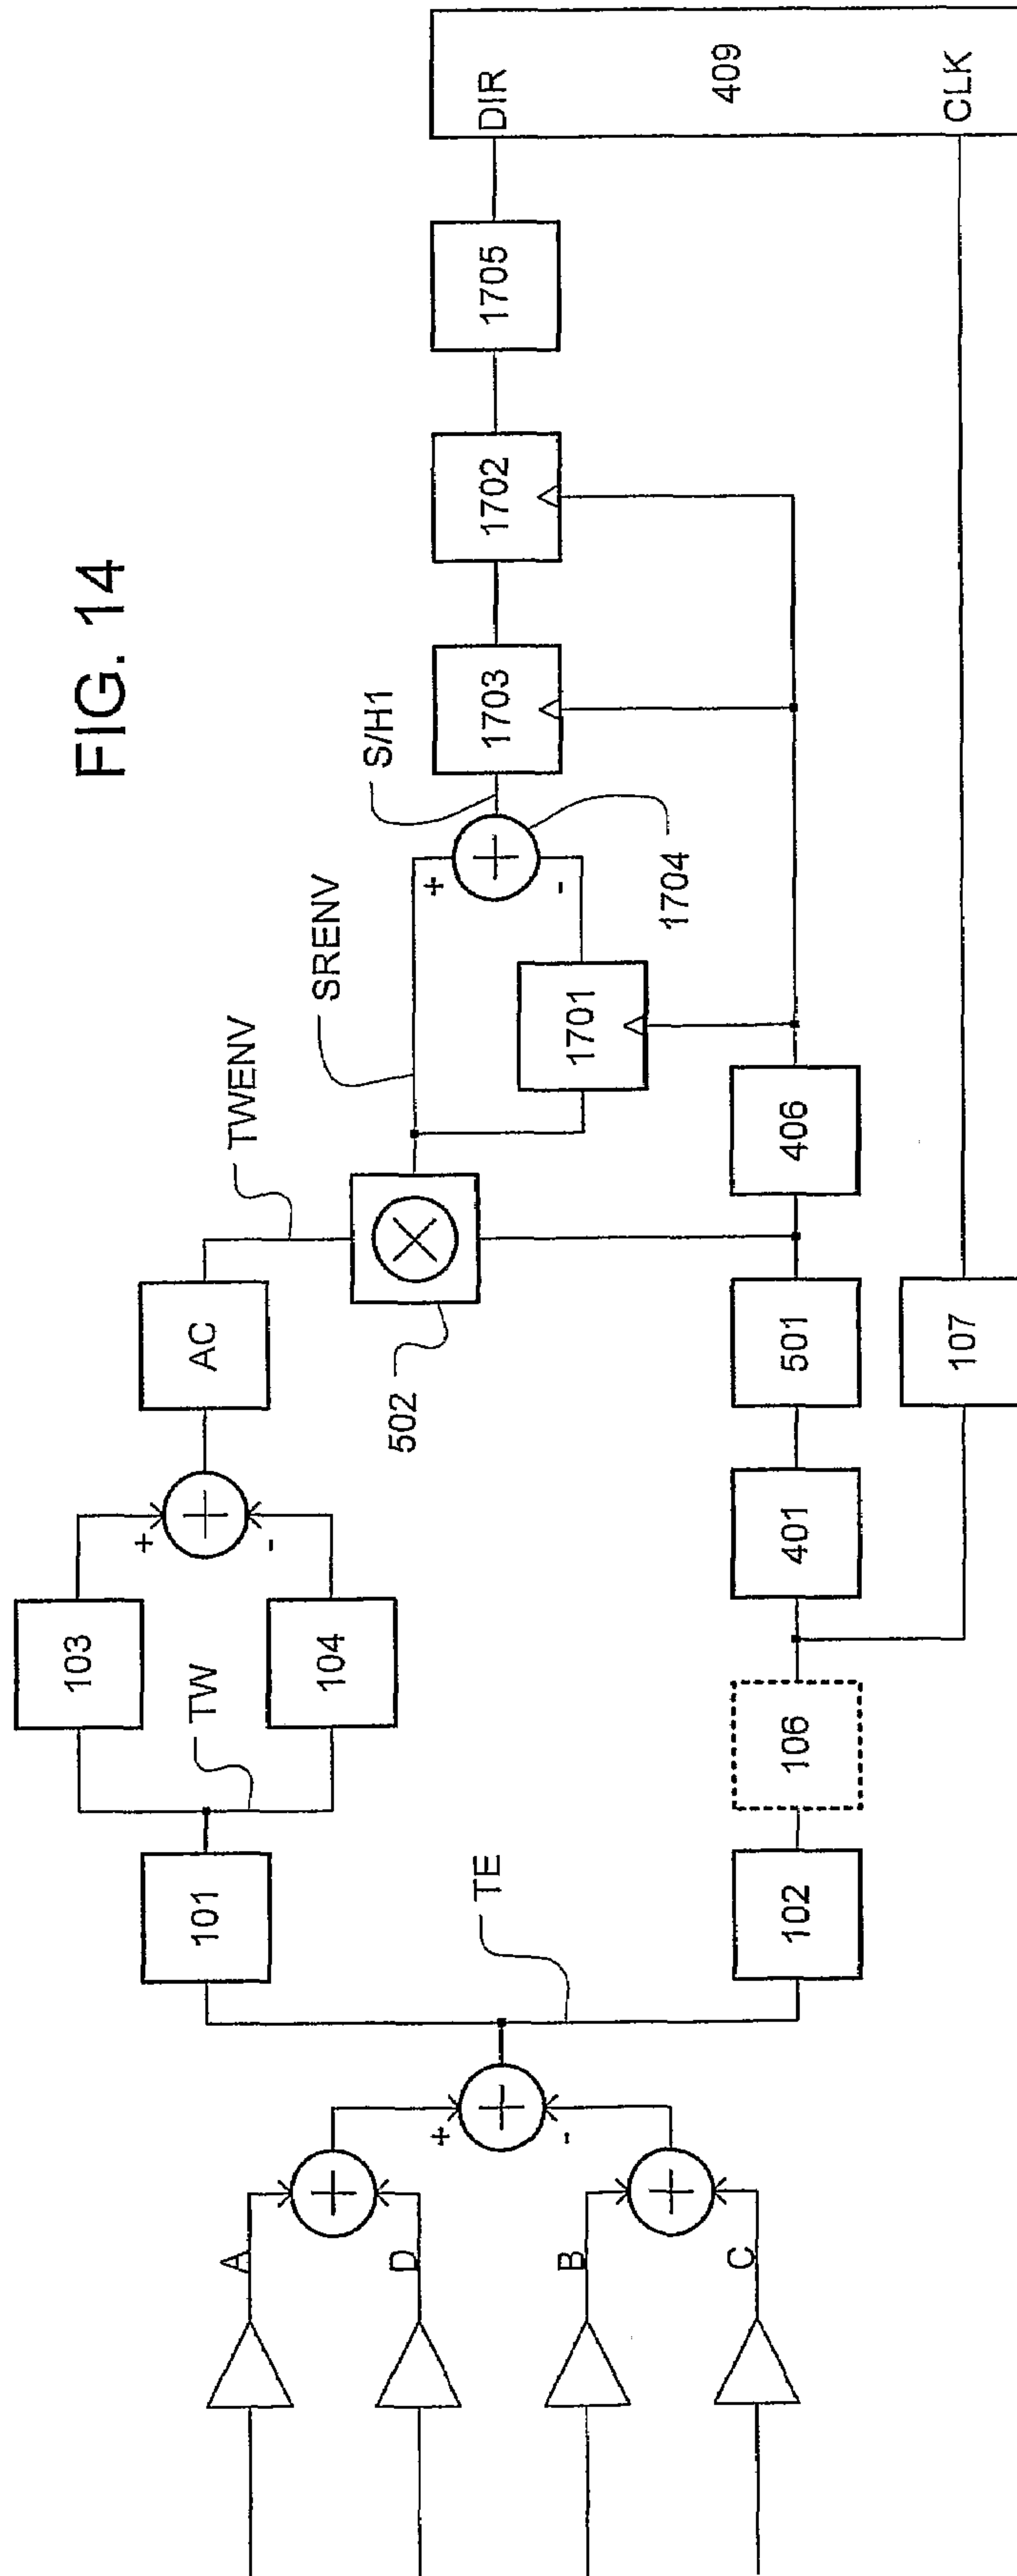 FIG. 14
A
D
B
C
+
-
TE
101
102
TW
103
104
+
-
106
AC
401
107
501
502
TWENV
SRENV
406
1701
+
-
1704
S/H1
1703
1702
1705
DIR
409
CLK